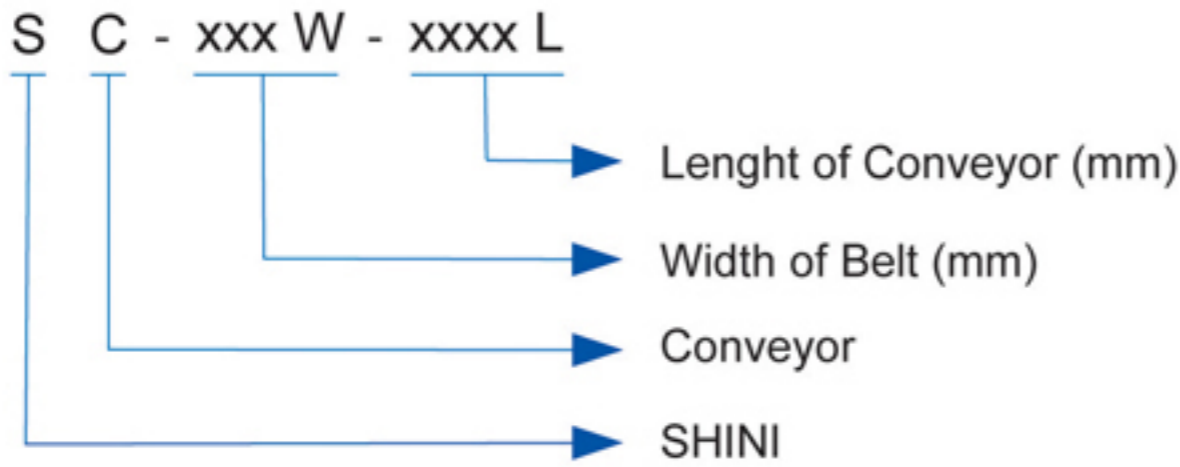 S C - xxx W - xxxx L
Lenght of Conveyor (mm)
Width of Belt (mm)
Conveyor
SHINI